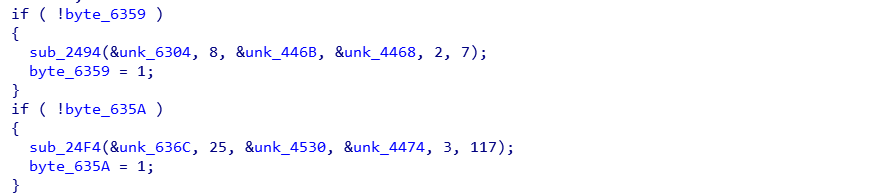 if ( !byte_6359 )
{
sub_2494(&unk_6304, 8, &unk_446B, &unk_4468, 2, 7);
byte_6359 = 1;
}
if ( !byte_635A )
{
sub_24F4(&unk_636C, 25, &unk_4530, &unk_4474, 3, 117);
byte_635A = 1;
}